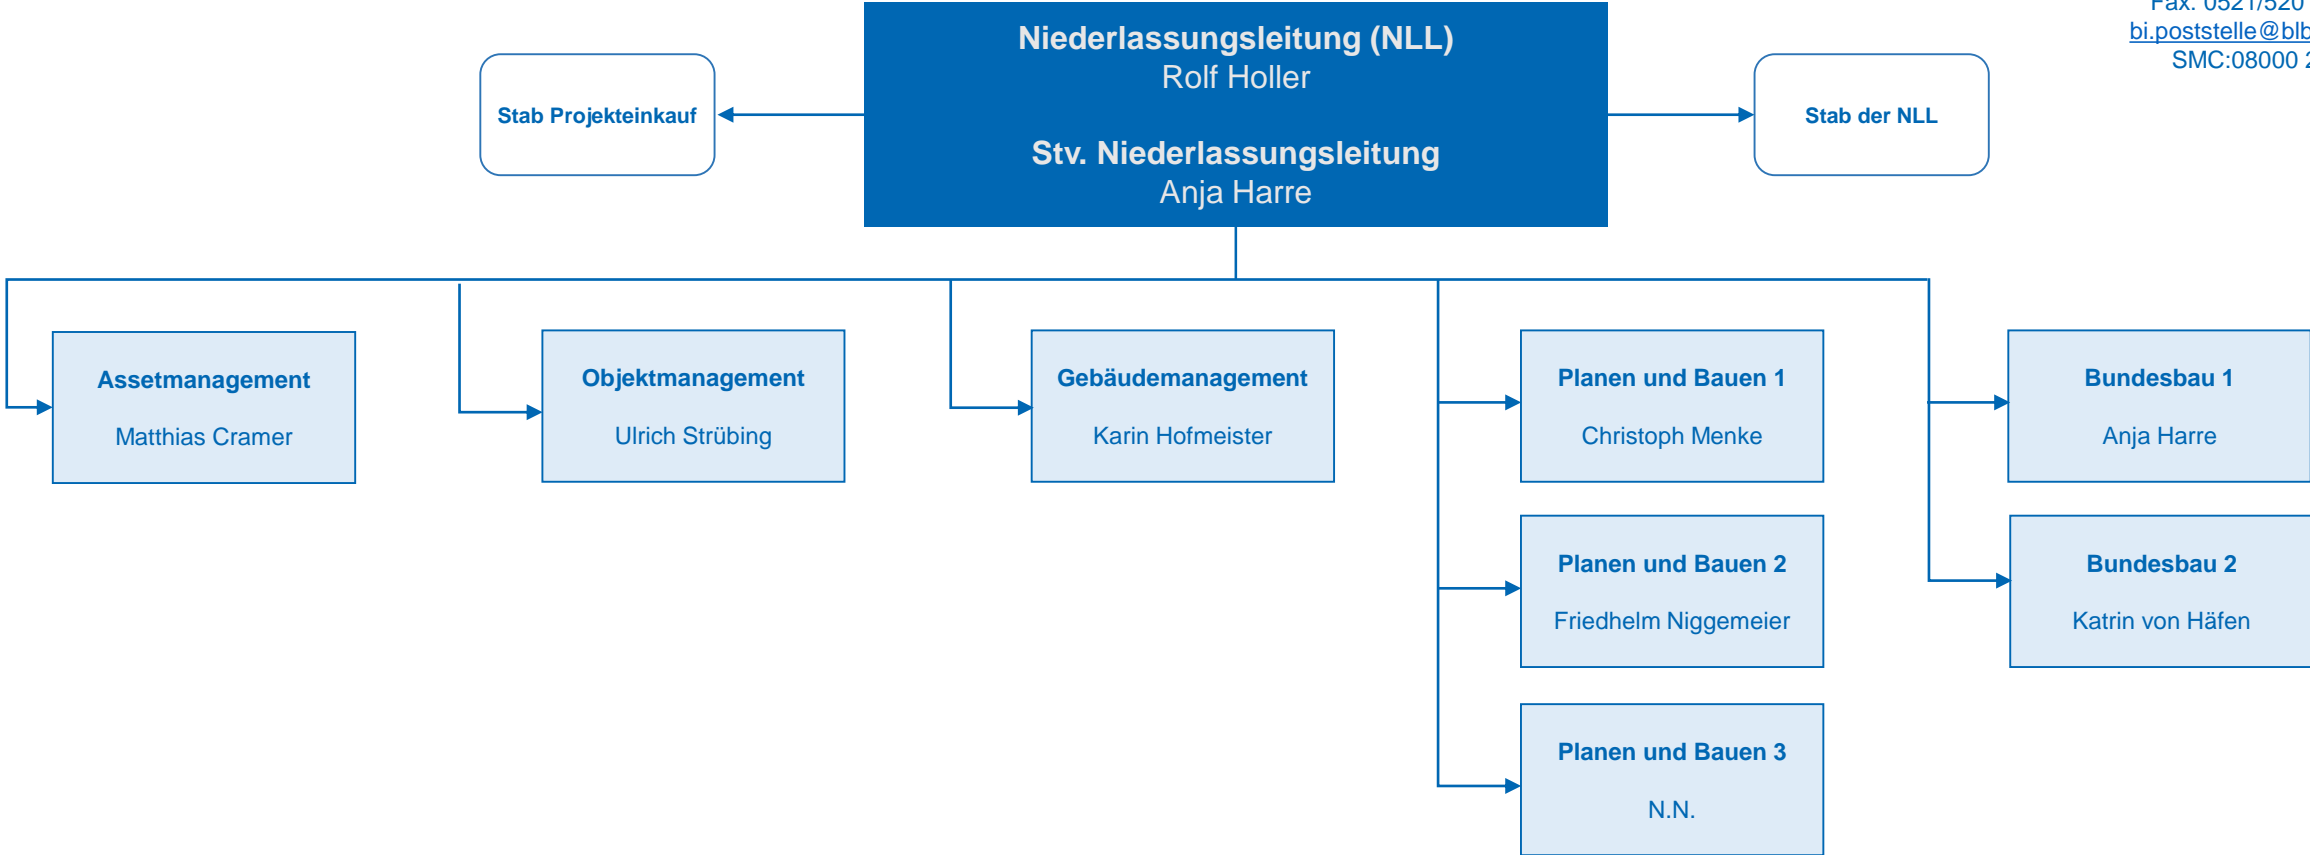 Fax: 0521/520
bi.poststelle@blb
SMC:08000 2
Niederlassungsleitung (NLL)
Rolf Holler
Stv. Niederlassungsleitung
Anja Harre
Stab Projekteinkauf
Stab der NLL
Assetmanagement
Matthias Cramer
Objektmanagement
Ulrich Strübing
Gebäudemanagement
Karin Hofmeister
Planen und Bauen 1
Christoph Menke
Bundesbau 1
Anja Harre
Planen und Bauen 2
Friedhelm Niggemeier
Bundesbau 2
Katrin von Häfen
Planen und Bauen 3
N.N.